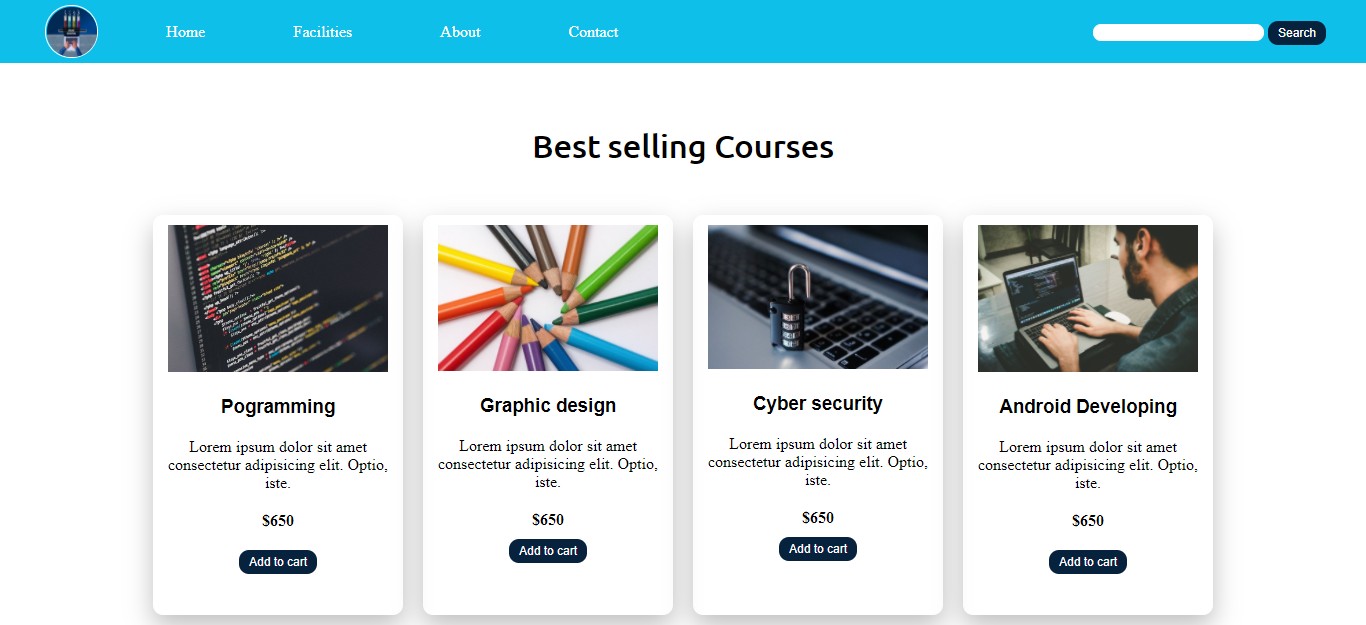 Home Facilities About Contact Search
Best selling Courses
Pogramming
Lorem ipsum dolor sit amet
consectetur adipisicing elit. Optio,
iste.
$650
Add to cart
Graphic design
Lorem ipsum dolor sit amet
consectetur adipisicing elit. Optio,
iste.
$650
Add to cart
Cyber security
Lorem ipsum dolor sit amet
consectetur adipisicing elit. Optio,
iste.
$650
Add to cart
Android Developing
Lorem ipsum dolor sit amet
consectetur adipisicing elit. Optio,
iste.
$650
Add to cart